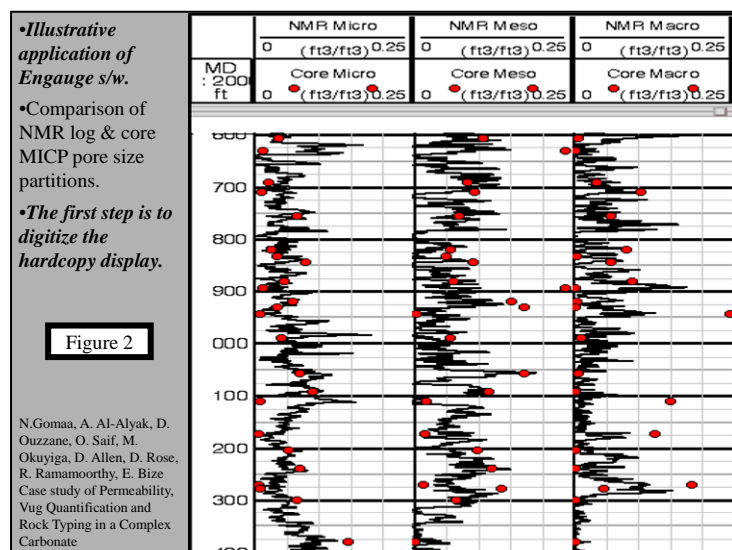 •Illustrative
application of
Engauge s/w.
•Comparison of
NMR log & core
MICP pore size
partitions.
•The first step is to
digitize the
hardcopy display.
Figure 2
N.Gomaa, A. Al-Alyak, D.
Ouzzane, O. Saif, M.
Okuyiga, D. Allen, D. Rose,
R. Ramamoorthy, E. Bize
Case study of Permeability,
Vug Quantification and
Rock Typing in a Complex
Carbonate
NMR Micro NMR Meso NMR Macro
0 (ft3/ft3) 0.25 0 (ft3/ft3) 0.25 0 (ft3/ft3) 0.25
MD
: 200
ft
Core Micro Core Meso Core Macro
0 (ft3/ft3) 0.25 0 (ft3/ft3) 0.25 0 (ft3/ft3) 0.25
600
700
800
900
000
100
200
300
400